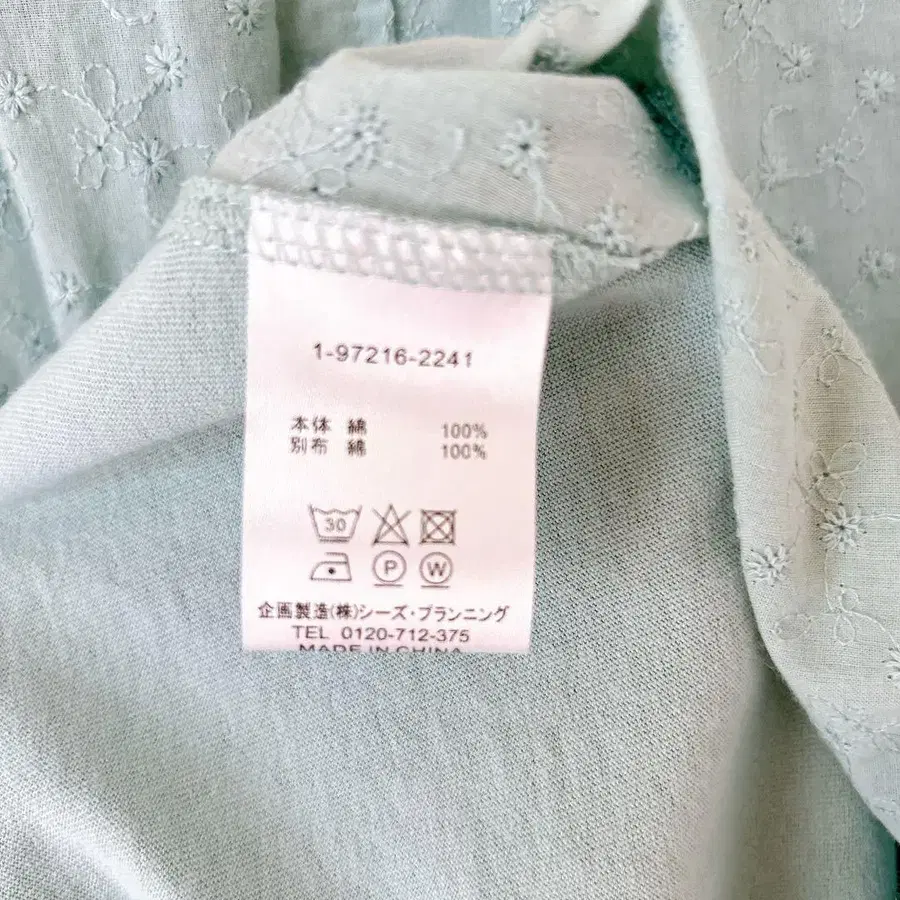 1-97216-2241
本体 綿 100%
別布 綿 100%
30
P W
企画製造(株)シーズ・プランニング
TEL 0120-712-375
MADE IN CHINA